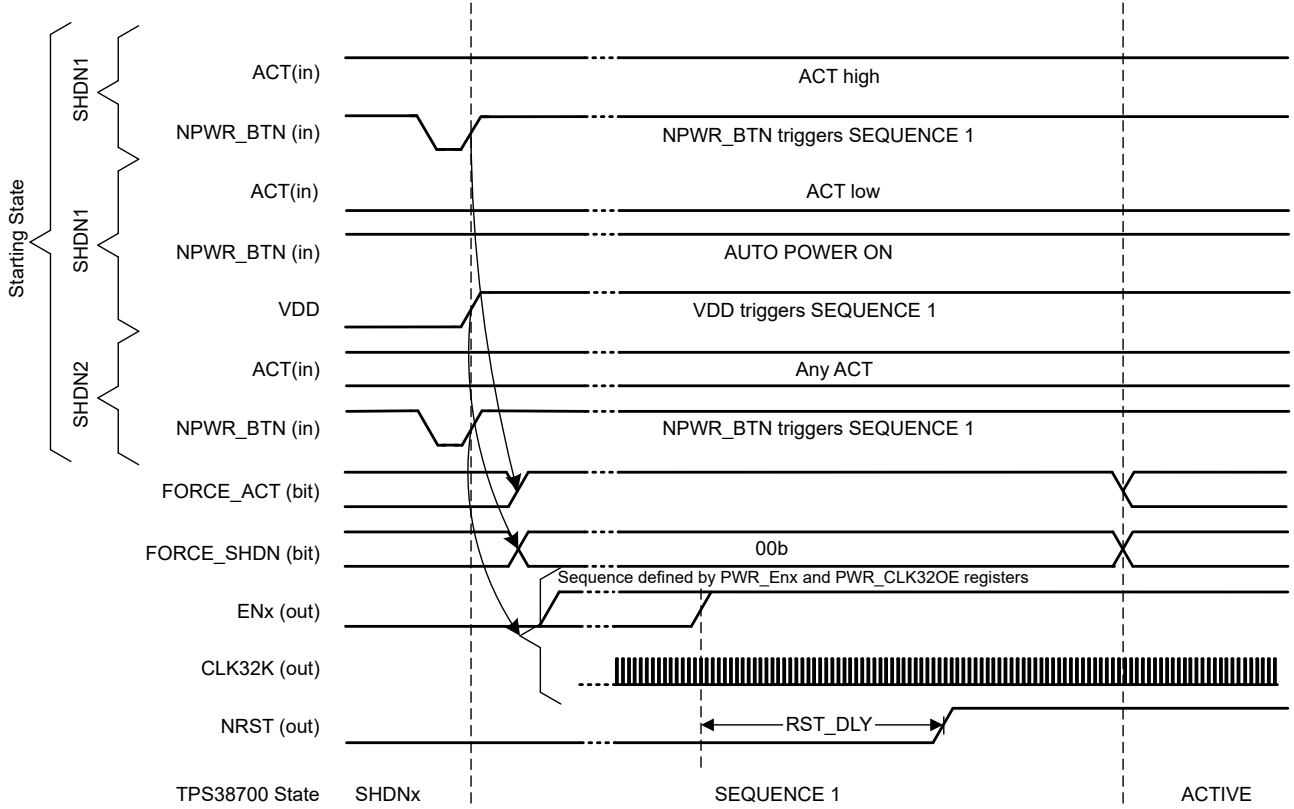 Starting State
SHDN1
ACT(in)
ACT high
NPWR_BTN (in)
NPWR_BTN triggers SEQUENCE 1
SHDN1
ACT(in)
ACT low
NPWR_BTN (in)
AUTO POWER ON
VDD
VDD triggers SEQUENCE 1
SHDN2
ACT(in)
Any ACT
NPWR_BTN (in)
NPWR_BTN triggers SEQUENCE 1
FORCE_ACT (bit)
FORCE_SHDN (bit)
00b
Sequence defined by PWR_Enx and PWR_CLK32OE registers
ENx (out)
CLK32K (out)
NRST (out)
RST_DLY
TPS38700 State
SHDNx
SEQUENCE 1
ACTIVE